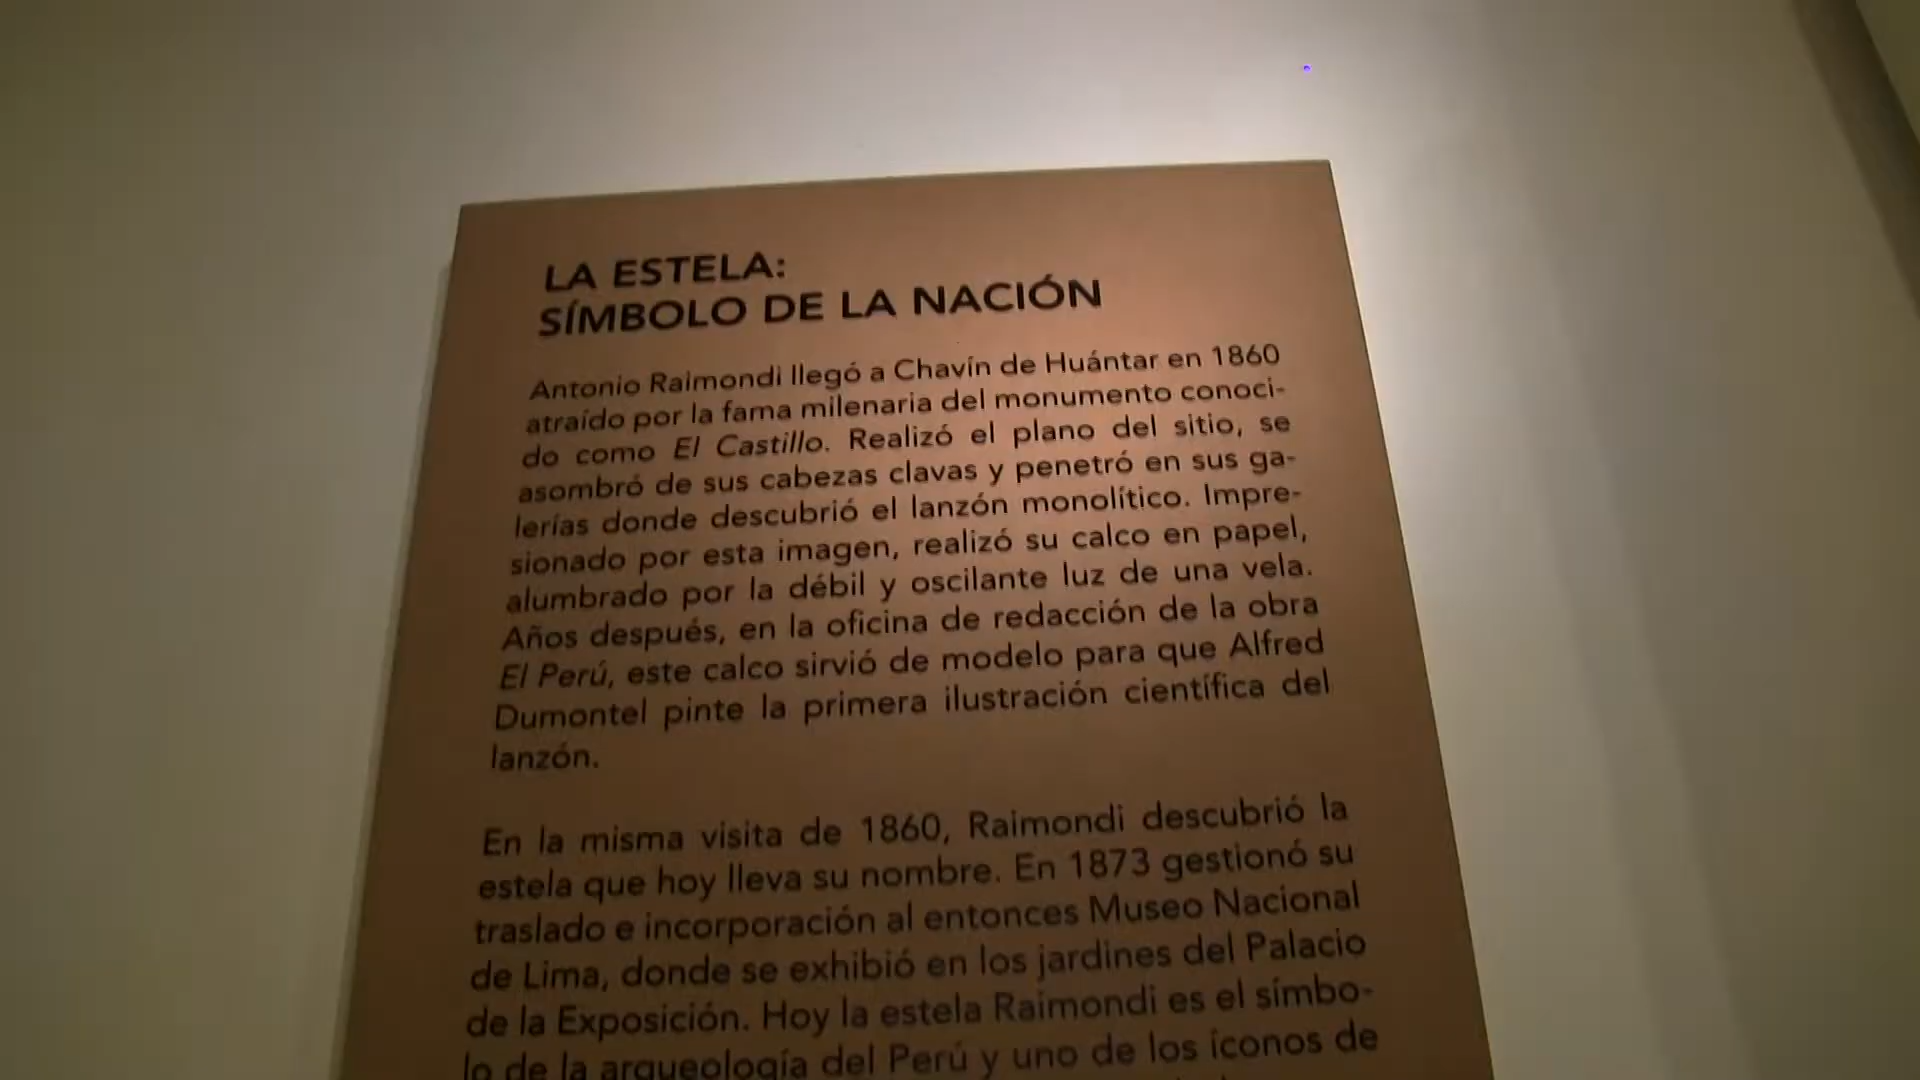 LA ESTELA:
SÍMBOLO DE LA NACIÓN
Antonio Raimondi llegó a Chavín de Huántar en 1860
atraído por la fama milenaria del monumento conoci-
do como El Castillo. Realizó el plano del sitio, se
asombró de sus cabezas clavas y penetró en sus ga-
lerías donde descubrió el lanzón monolítico. Impre-
sionado por esta imagen, realizó su calco en papel,
alumbrado por la débil y oscilante luz de una vela.
Años después, en la oficina de redacción de la obra
El Perú, este calco sirvió de modelo para que Alfred
Dumontel pinte la primera ilustración científica del
lanzón.
En la misma visita de 1860, Raimondi descubrió la
estela que hoy lleva su nombre. En 1873 gestionó su
traslado e incorporación al entonces Museo Nacional
de Lima, donde se exhibió en los jardines del Palacio
de la Exposición. Hoy la estela Raimondi es el símbo-
lo de la arqueología del Perú y uno de los íconos de